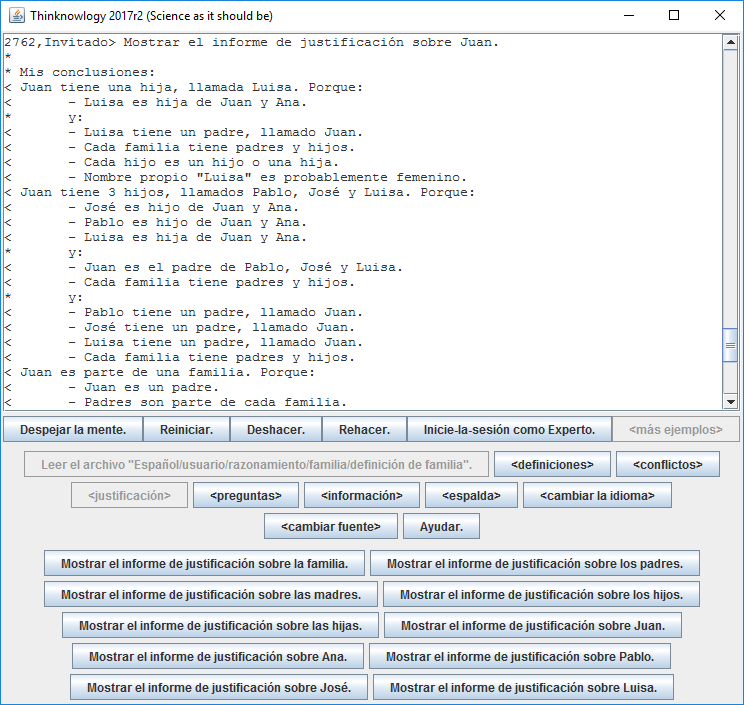 Thinknowlogy 2017r2 (Science as it should be)
2762,Invitado> Mostrar el informe de justificación sobre Juan.
*
* Mis conclusiones:
< Juan tiene una hija, llamada Luisa. Porque:
< - Luisa es hija de Juan y Ana.
* y:
< - Luisa tiene un padre, llamado Juan.
< - Cada familia tiene padres y hijos.
< - Cada hijo es un hijo o una hija.
< - Nombre propio "Luisa" es probablemente femenino.
< Juan tiene 3 hijos, llamados Pablo, José y Luisa. Porque:
< - José es hijo de Juan y Ana.
< - Pablo es hijo de Juan y Ana.
< - Luisa es hija de Juan y Ana.
* y:
< - Juan es el padre de Pablo, José y Luisa.
< - Cada familia tiene padres y hijos.
* y:
< - Pablo tiene un padre, llamado Juan.
< - José tiene un padre, llamado Juan.
< - Luisa tiene un padre, llamado Juan.
< - Cada familia tiene padres y hijos.
< Juan es parte de una familia. Porque:
< - Juan es un padre.
< - Padres son parte de cada familia.
Despejar la mente. Reiniciar. Deshacer. Rehacer. Inicie-la-sesión como Experto. <más ejemplos>
Leer el archivo "Español/usuario/razonamiento/familia/definición de familia". <definiciones> <conflictos>
<justificación> <preguntas> <información> <espalda> <cambiar la idioma>
<cambiar fuente> Ayudar.
Mostrar el informe de justificación sobre la familia. Mostrar el informe de justificación sobre los padres.
Mostrar el informe de justificación sobre las madres. Mostrar el informe de justificación sobre los hijos.
Mostrar el informe de justificación sobre las hijas. Mostrar el informe de justificación sobre Juan.
Mostrar el informe de justificación sobre Ana. Mostrar el informe de justificación sobre Pablo.
Mostrar el informe de justificación sobre José. Mostrar el informe de justificación sobre Luisa.